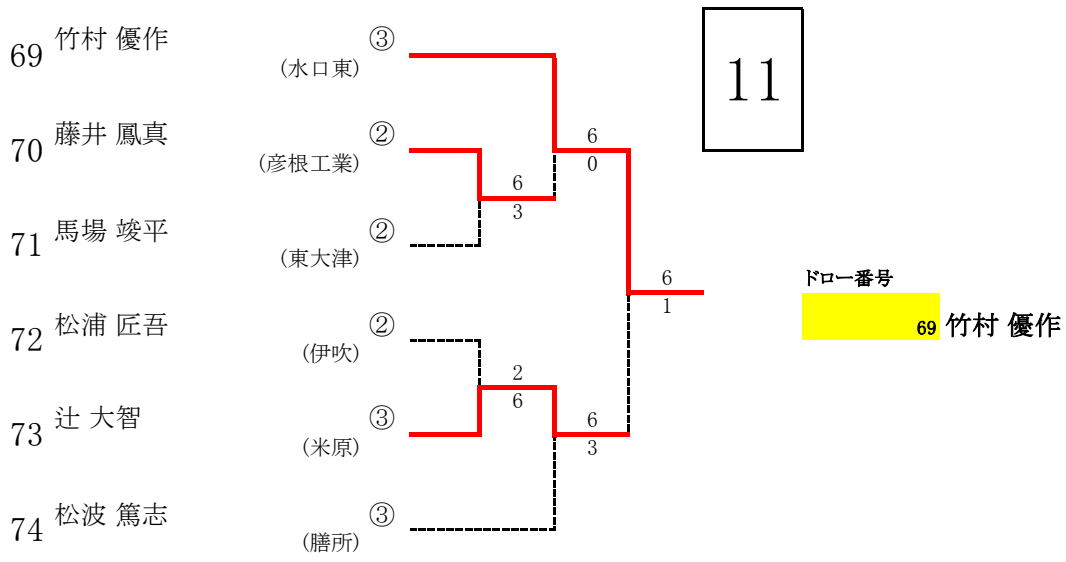 11
69 竹村 優作 ③
(水口東)
70 藤井 鳳真 ②
(彦根工業)
6
0
6
3
71 馬場 竣平 ②
(東大津)
6
1
ドロー番号
69 竹村 優作
72 松浦 匠吾 ②
(伊吹)
2
6
73 辻 大智 ③
(米原)
6
3
74 松波 篤志 ③
(膳所)